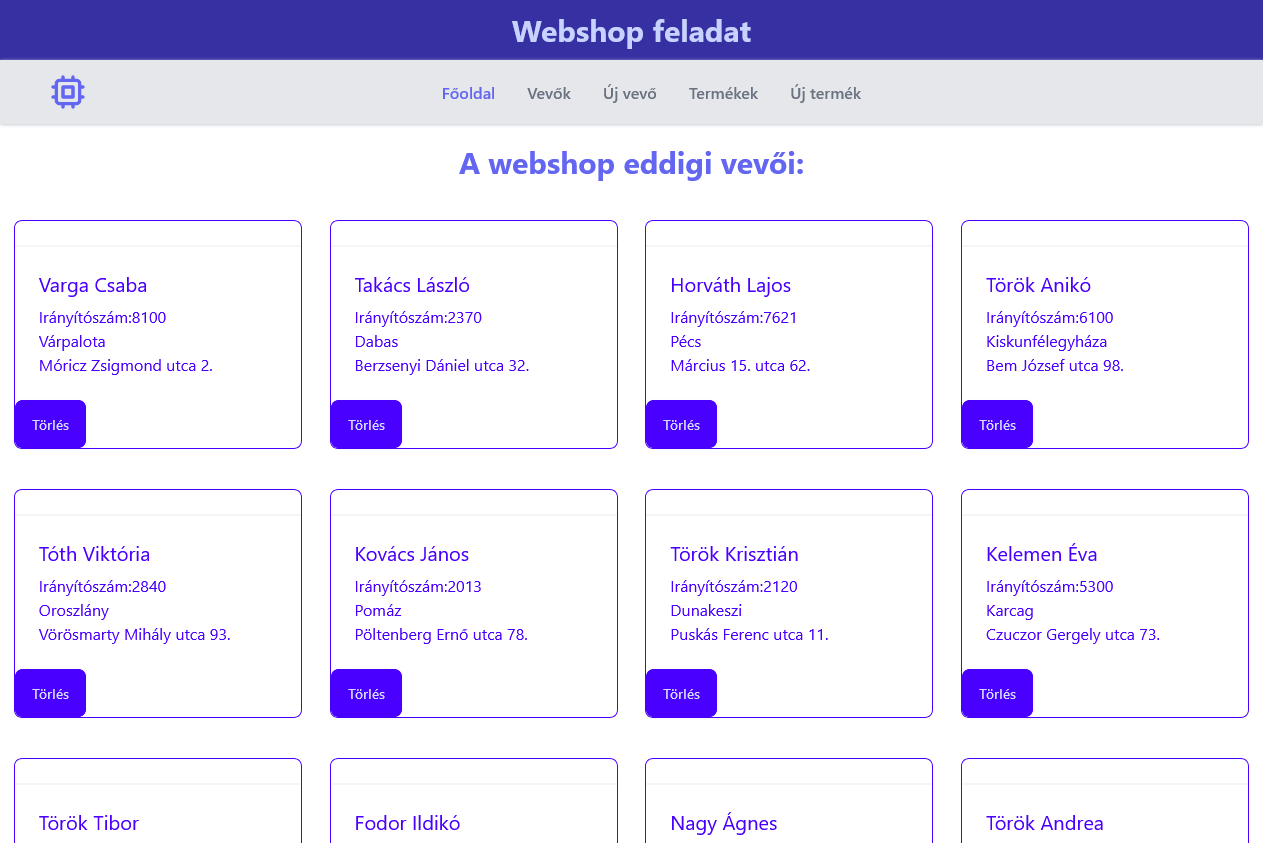 Webshop feladat
Főoldal Vevők Új vevő Termékek Új termék
A webshop eddigi vevői:
Varga Csaba
Irányítószám:8100
Várpalota
Móricz Zsigmond utca 2.
Törlés
Takács László
Irányítószám:2370
Dabas
Berzsenyi Dániel utca 32.
Törlés
Horváth Lajos
Irányítószám:7621
Pécs
Március 15. utca 62.
Törlés
Török Anikó
Irányítószám:6100
Kiskunfélegyháza
Bem József utca 98.
Törlés
Tóth Viktória
Irányítószám:2840
Oroszlány
Vörösmarty Mihály utca 93.
Törlés
Kovács János
Irányítószám:2013
Pomáz
Pöltenberg Ernő utca 78.
Törlés
Török Krisztián
Irányítószám:2120
Dunakeszi
Puskás Ferenc utca 11.
Törlés
Kelemen Éva
Irányítószám:5300
Karcag
Czuczor Gergely utca 73.
Törlés
Török Tibor
Fodor Ildikó
Nagy Ágnes
Török Andrea